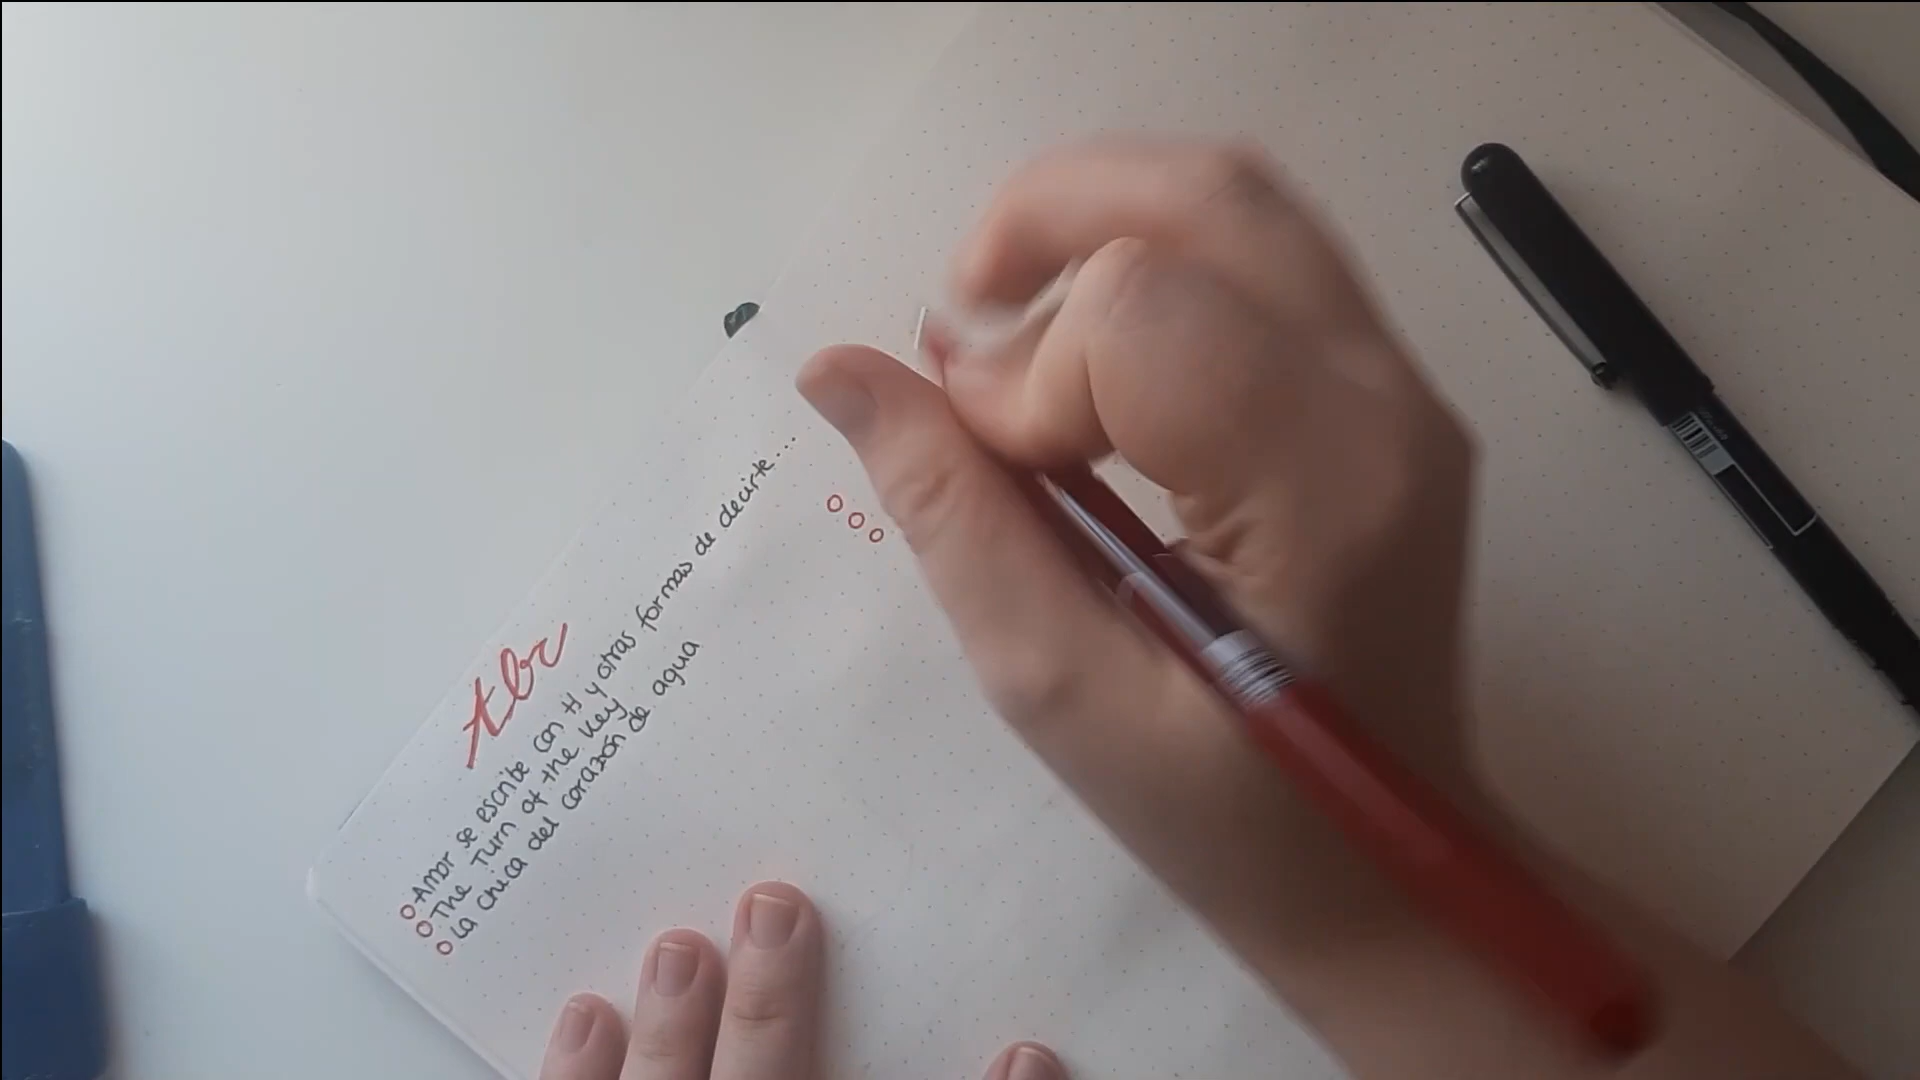 tbr
Amor se escribe con H y otras formas de decirte...
The Turn of the Key
La chica del corazón de agua